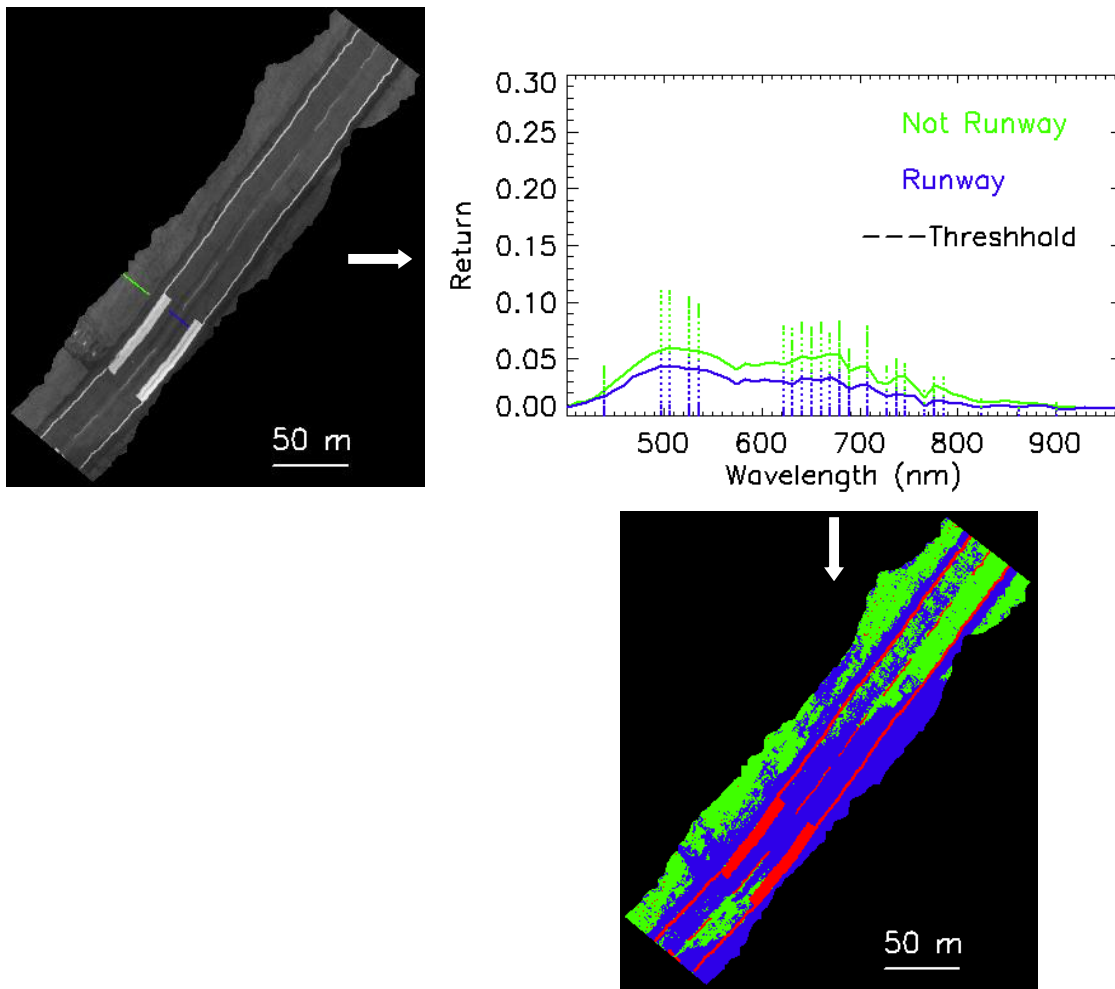 50 m
0.30
0.25
0.20
0.15
0.10
0.05
0.00
Return
Not Runway
Runway
---Threshhold
500 600 700 800 900
Wavelength (nm)
50 m